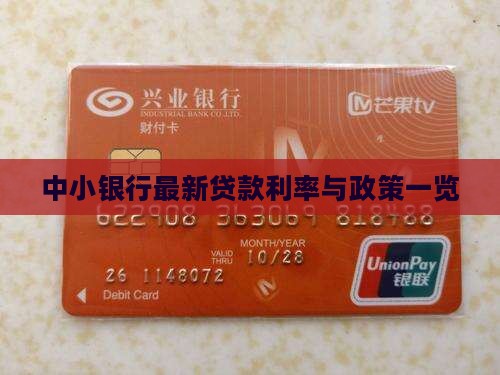 兴业银行
INDUSTRIAL BANK CO.,LTD.
财付卡
芒果tv
中小银行最新贷款利率与政策一览
622908 363069
MONTH/YEAR
VALID THRU 10/28
26 1148072
Debit Card
UnionPay
银联